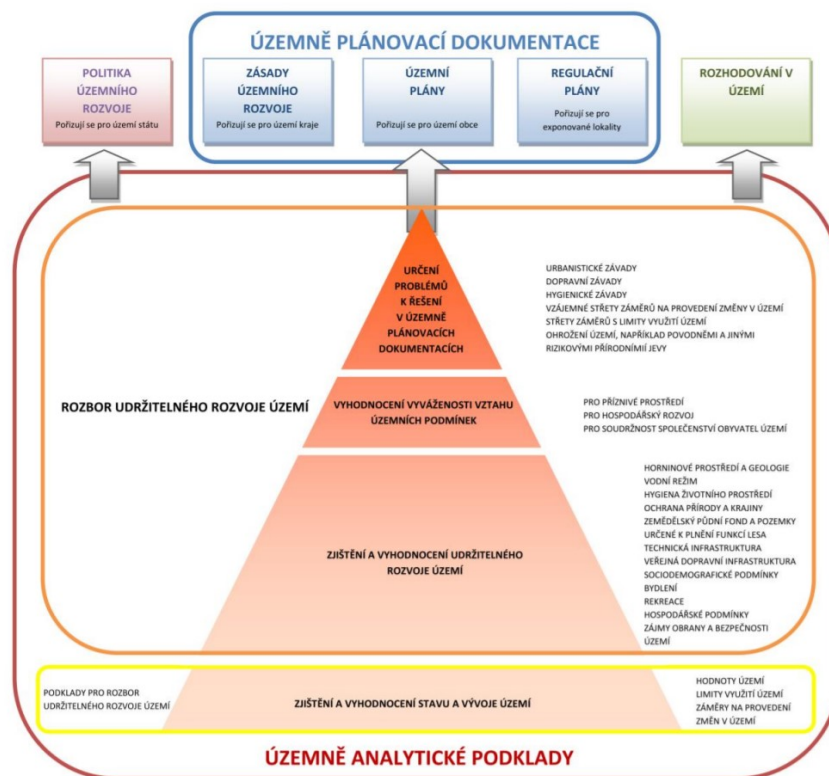 ÚZEMNĚ PLÁNOVACÍ DOKUMENTACE
POLITIKA
ÚZEMNÍHO
ROZVOJE
Pořizují se pro území státu
ZÁSADY
ÚZEMNÍHO
ROZVOJE
Pořizují se pro území kraje
ÚZEMNÍ
PLÁNY
Pořizují se pro území obce
REGULAČNÍ
PLÁNY
Pořizují se pro
exponované lokality
ROZHODOVÁNÍ V
ÚZEMÍ
URČENÍ
PROBLÉMŮ
K ŘEŠENÍ
V ÚZEMNĚ
PLÁNOVACÍCH
DOKUMENTACÍCH
URBANISTICKÉ ZÁVADY
DOPRAVNÍ ZÁVADY
HYGIENICKÉ ZÁVADY
VZÁJEMNÉ STŘETY ZÁMĚRŮ NA PROVEDENÍ ZMĚNY V ÚZEMÍ
STŘETY ZÁMĚRŮ S LIMITY VYUŽITÍ ÚZEMÍ
OHROŽENÍ ÚZEMÍ, NAPŘÍKLAD POVODNĚMI A JINÝMI
RIZIKOVÝMI PŘÍRODNÍMIÍ JEVY
ROZBOR UDRŽITELNÉHO ROZVOJE ÚZEMÍ
VYHODNOCENÍ VYVÁŽENOSTI VZTAHU
ÚZEMNÍCH PODMÍNEK
PRO PŘÍZNIVÉ PROSTŘEDÍ
PRO HOSPODÁŘSKÝ ROZVOJ
PRO SOUDRŽNOST SPOLEČENSTVÍ OBYVATEL ÚZEMÍ
ZJIŠTĚNÍ A VYHODNOCENÍ UDRŽITELNÉHO
ROZVOJE ÚZEMÍ
HORNINOVÉ PROSTŘEDÍ A GEOLOGIE
VODNÍ REŽIM
HYGIENA ŽIVOTNÍHO PROSTŘEDÍ
OCHRANA PŘÍRODY A KRAJINY
ZEMĚDĚLSKÝ PŮDNÍ FOND A POZEMKY
URČENÉ K PLNĚNÍ FUNKCÍ LESA
TECHNICKÁ INFRASTRUKTURA
VEŘEJNÁ DOPRAVNÍ INFRASTRUKTURA
SOCIODEMOGRAFICKÉ PODMÍNKY
BYDLENÍ
REKREACE
HOSPODÁŘSKÉ PODMÍNKY
ZÁJMY OBRANY A BEZPEČNOSTI
ÚZEMÍ
PODKLADY PRO ROZBOR
UDRŽITELNÉHO ROZVOJE ÚZEMÍ
ZJIŠTĚNÍ A VYHODNOCENÍ STAVU A VÝVOJE ÚZEMÍ
HODNOTY ÚZEMÍ
LIMITY VYUŽITÍ ÚZEMÍ
ZÁMĚRY NA PROVEDENÍ
ZMĚN V ÚZEMÍ
ÚZEMNĚ ANALYTICKÉ PODKLADY